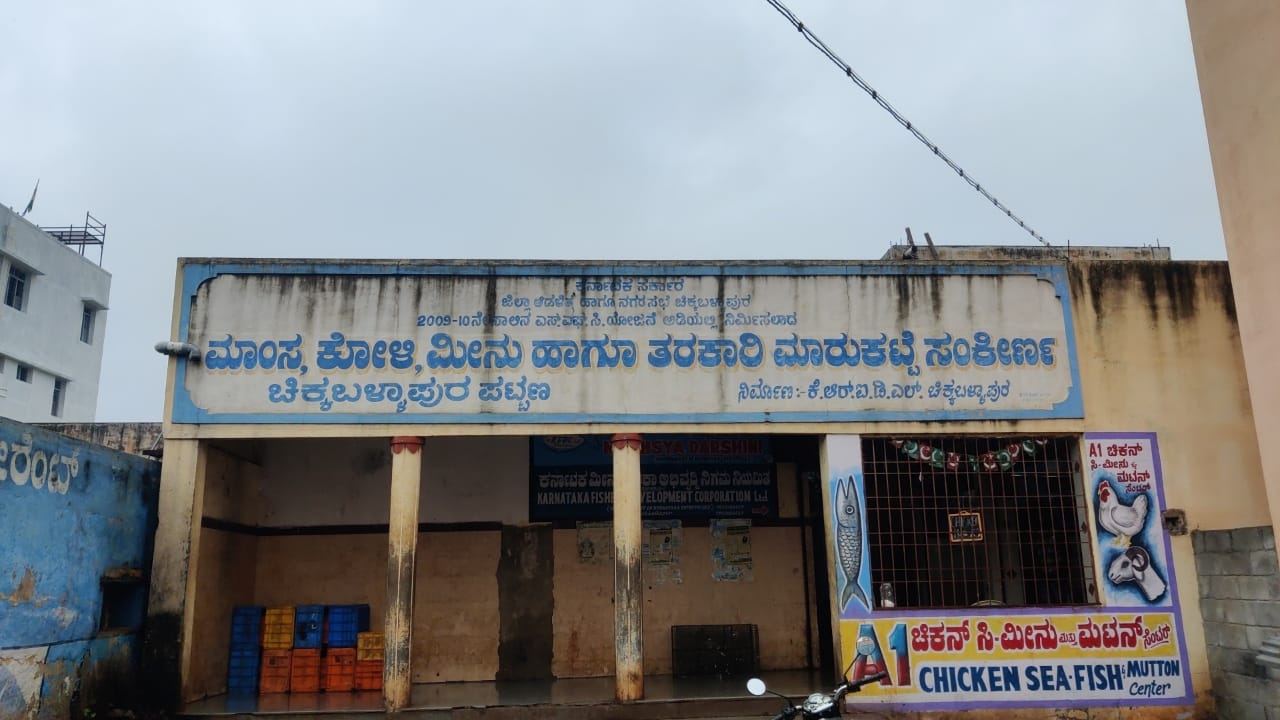 ಕರ್ನಾಟಕ ಸರ್ಕಾರ
ಜಿಲ್ಲಾ ಆಡಳಿತ ಹಾಗೂ ನಗರಸಭೆ ಚಿಕ್ಕಬಳ್ಳಾಪುರ
2009-10ನೇ ಸಾಲಿನ ಎಸ್.ಎಫ್.ಸಿ. ಯೋಜನೆ ಅಡಿಯಲ್ಲಿ ನಿರ್ಮಿಸಲಾದ
ಮಾಂಸ, ಕೋಳಿ, ಮೀನು ಹಾಗೂ ತರಕಾರಿ ಮಾರುಕಟ್ಟೆ ಸಂಕೀರ್ಣ
ಚಿಕ್ಕಬಳ್ಳಾಪುರ ಪಟ್ಟಣ
ನಿರ್ಮಾಣ:- ಕೆ.ಆರ್.ಐ.ಡಿ.ಎಲ್. ಚಿಕ್ಕಬಳ್ಳಾಪುರ
DARSHINI
ಕರ್ನಾಟಕ ಅಭಿವೃದ್ಧಿ ನಿಗಮ ನಿಯಮಿತ
KARNATAKA DEVELOPMENT CORPORATION Ltd
A1 ಚಿಕನ್
ಸಿ-ಮೀನು &
ಮಟನ್
ಸೆಂಟರ್
A1 ಚಿಕನ್ ಸಿ-ಮೀನು ಮತ್ತು ಮಟನ್ ಸೆಂಟರ್
CHICKEN SEA-FISH & MUTTON
Center